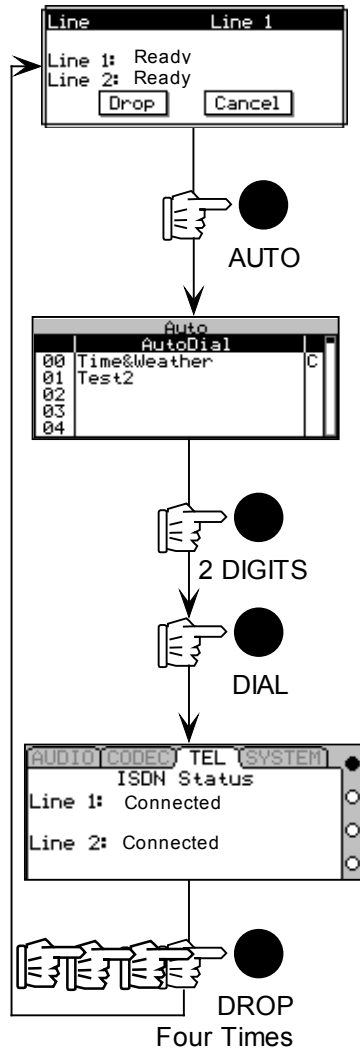 Line Line 1
Line 1: Ready
Line 2: Ready
Drop Cancel
AUTO
Auto
AutoDial
00 Time&Weather C
01 Test2
02
03
04
2 DIGITS
DIAL
AUDIO CODEC TEL SYSTEM
ISDN Status
Line 1: Connected
Line 2: Connected
DROP
Four Times